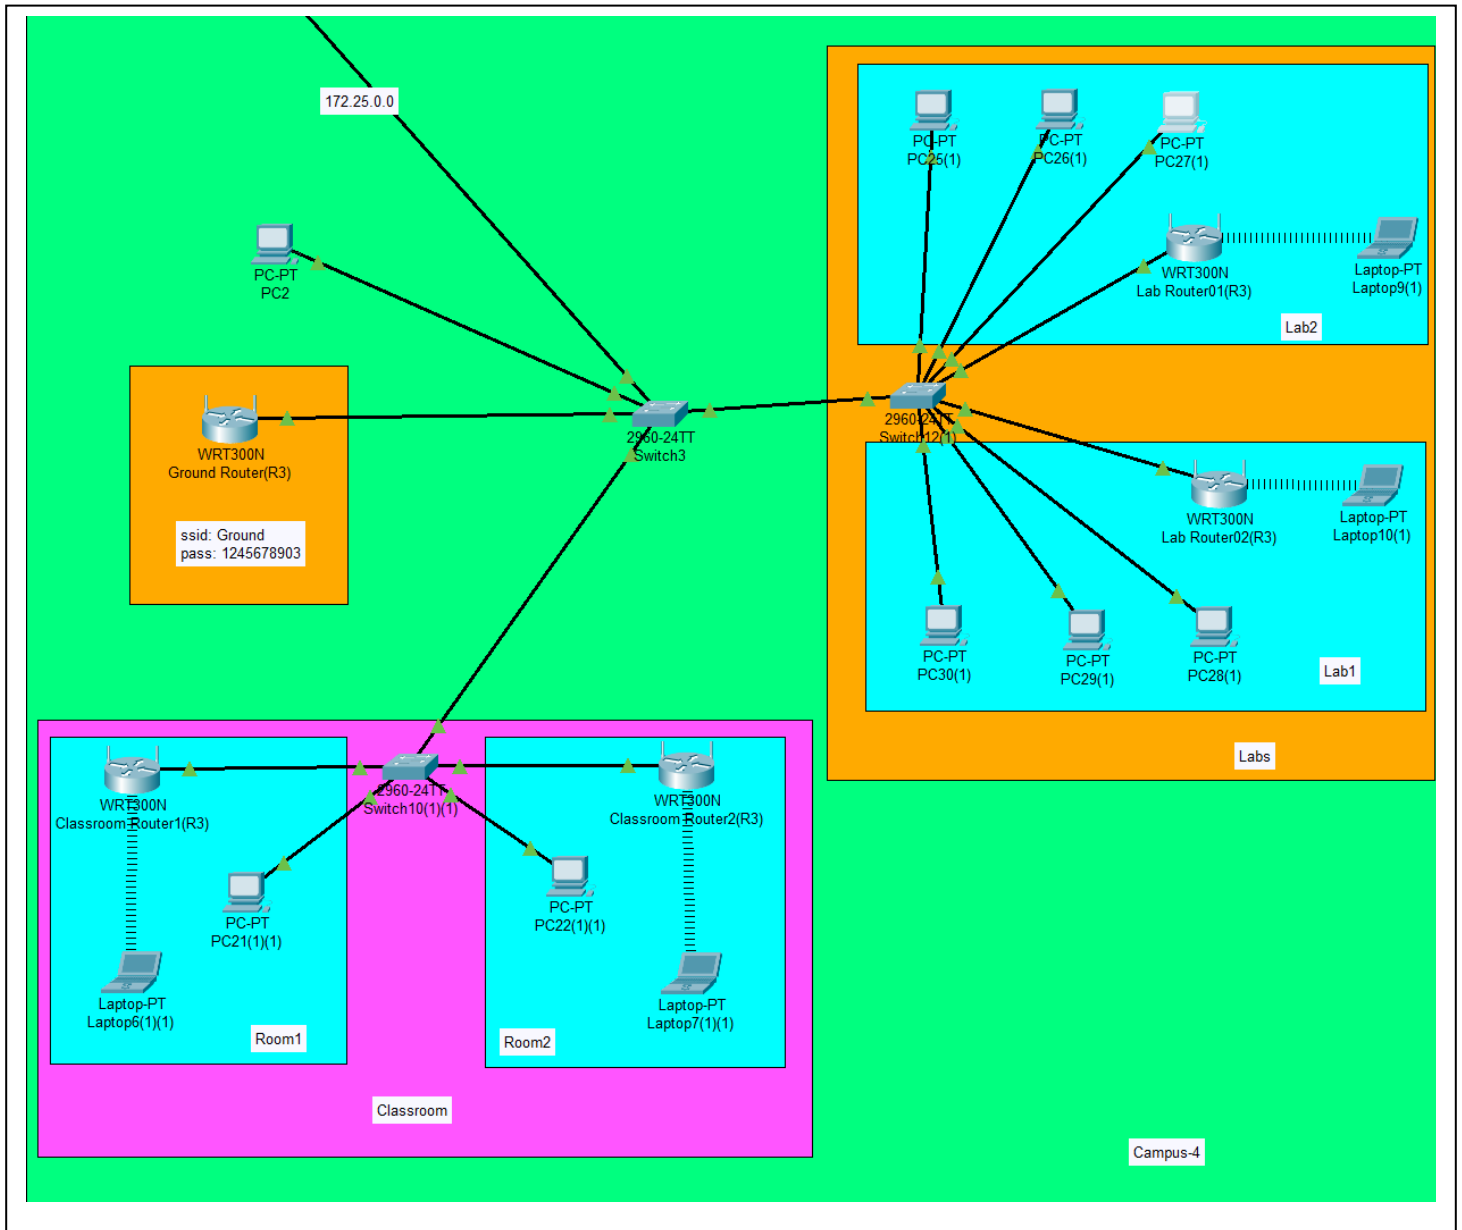 172.25.0.0
PC-PT
PC2
WRT300N
Ground Router(R3)
ssid: Ground
pass: 1245678903
2960-24TT
Switch3
PC-PT
PC25(1)
PC-PT
PC26(1)
PC-PT
PC27(1)
WRT300N
Lab Router01(R3)
Laptop-PT
Laptop9(1)
Lab2
2960-24TT
Switch12(1)
WRT300N
Lab Router02(R3)
Laptop-PT
Laptop10(1)
PC-PT
PC30(1)
PC-PT
PC29(1)
PC-PT
PC28(1)
Lab1
Labs
WRT300N
Classroom Router1(R3)
2960-24TT
Switch10(1)(1)
WRT300N
Classroom Router2(R3)
PC-PT
PC21(1)(1)
PC-PT
PC22(1)(1)
Laptop-PT
Laptop6(1)(1)
Laptop-PT
Laptop7(1)(1)
Room1
Room2
Classroom
Campus-4